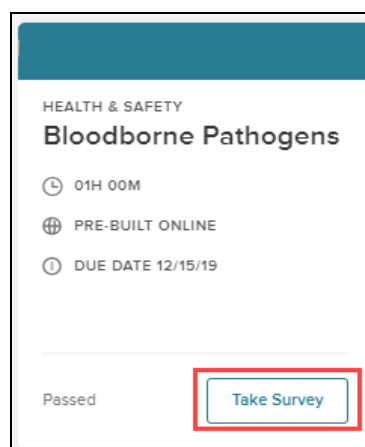 HEALTH & SAFETY
Bloodborne Pathogens
01H 00M
PRE-BUILT ONLINE
DUE DATE 12/15/19
Passed
Take Survey